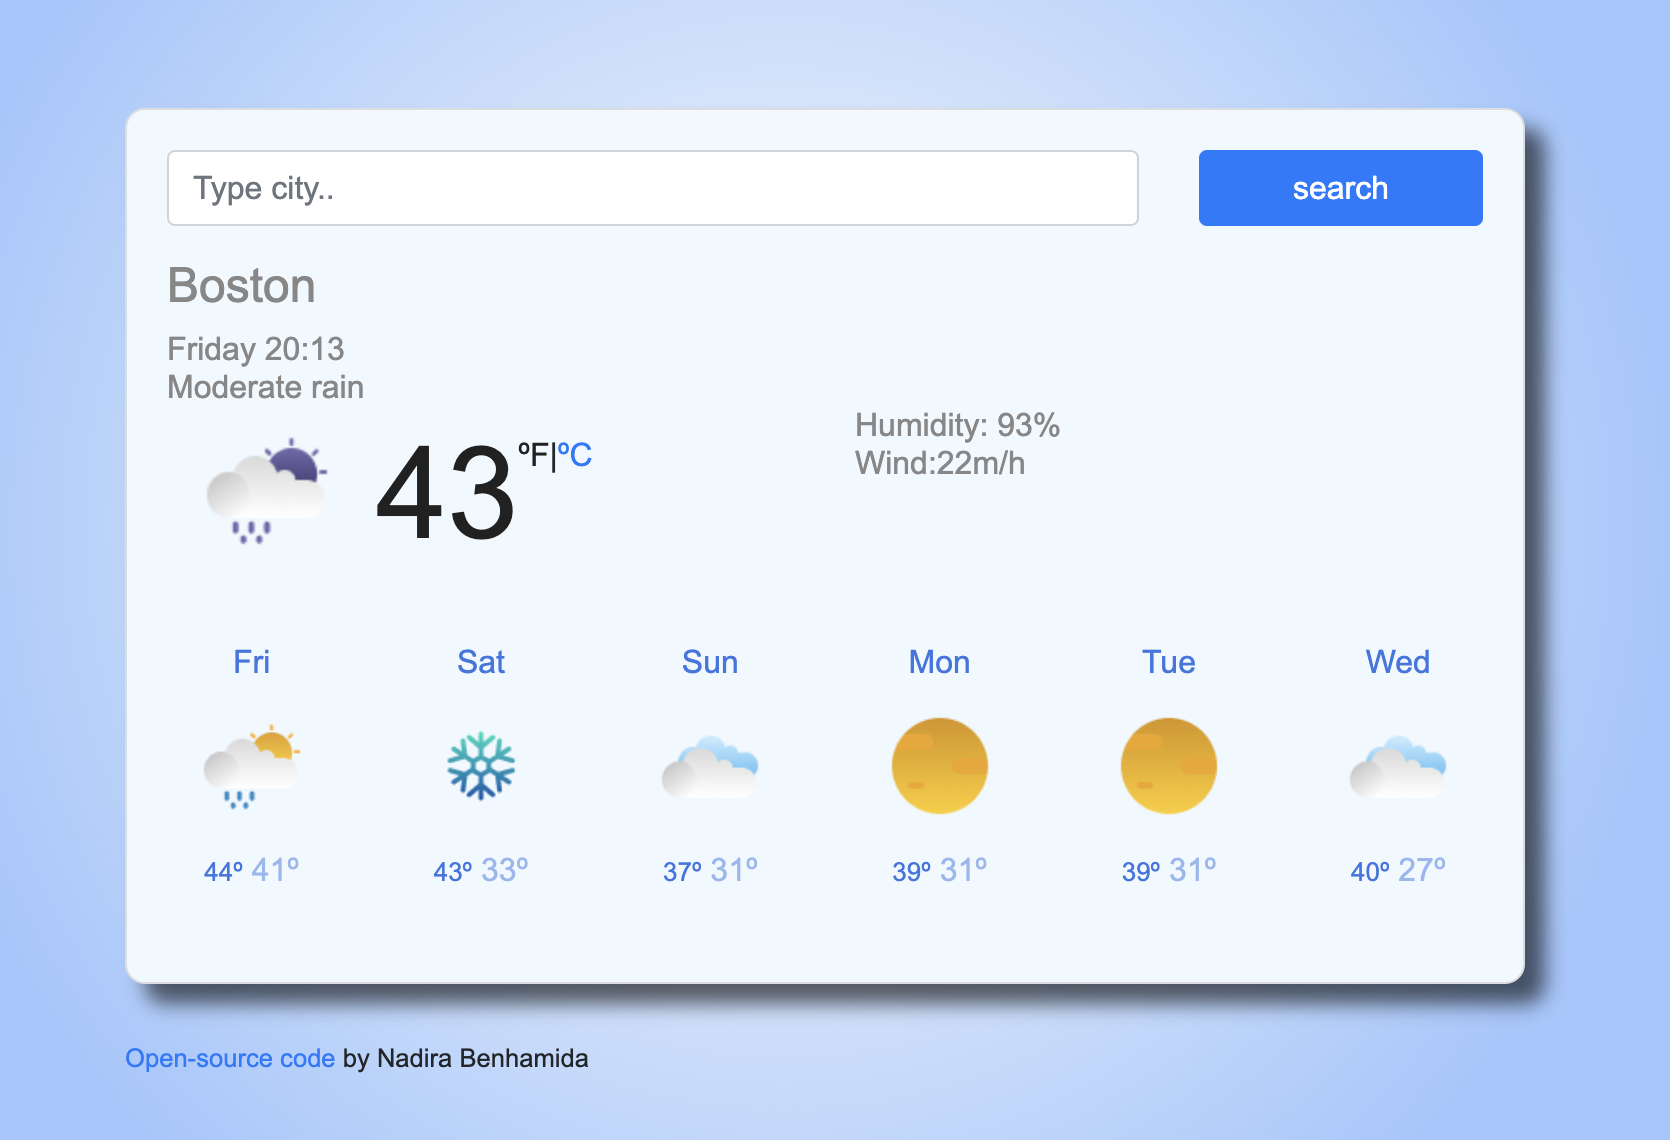 Type city..
search
Boston
Friday 20:13
Moderate rain
Humidity: 93%
Wind:22m/h
43 ºF|ºC
Fri Sat Sun Mon Tue Wed
44º 41º 43º 33º 37º 31º 39º 31º 39º 31º 40º 27º
Open-source code by Nadira Benhamida